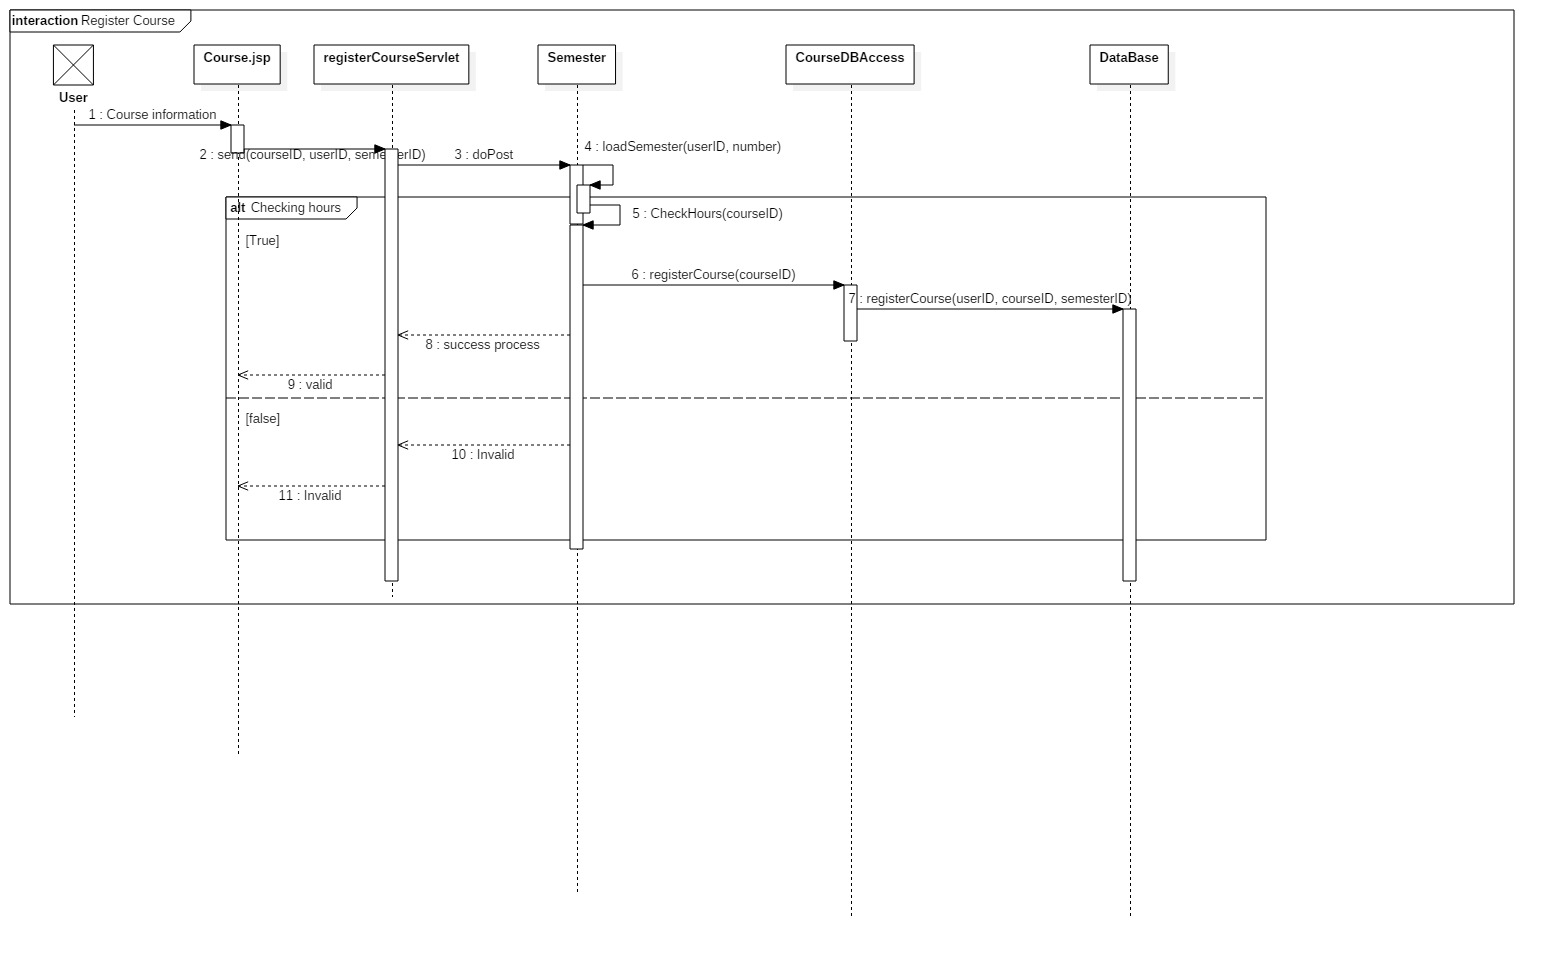 interaction Register Course
Course.jsp
registerCourseServlet
Semester
CourseDBAccess
DataBase
User
1 : Course information
2 : send(courseID, userID, semesterID)
3 : doPost
4 : loadSemester(userID, number)
alt Checking hours
5 : CheckHours(courseID)
[True]
6 : registerCourse(courseID)
7 : registerCourse(userID, courseID, semesterID)
8 : success process
9 : valid
[false]
10 : Invalid
11 : Invalid